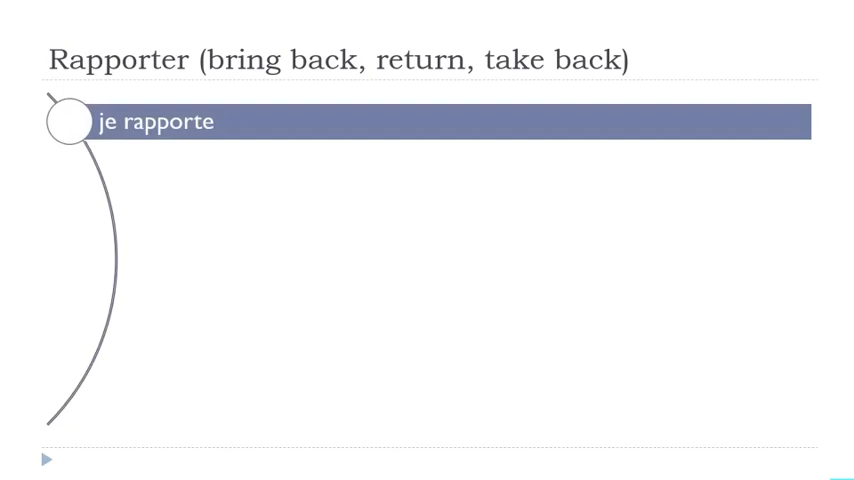 Rapporter (bring back, return, take back)
je rapporte